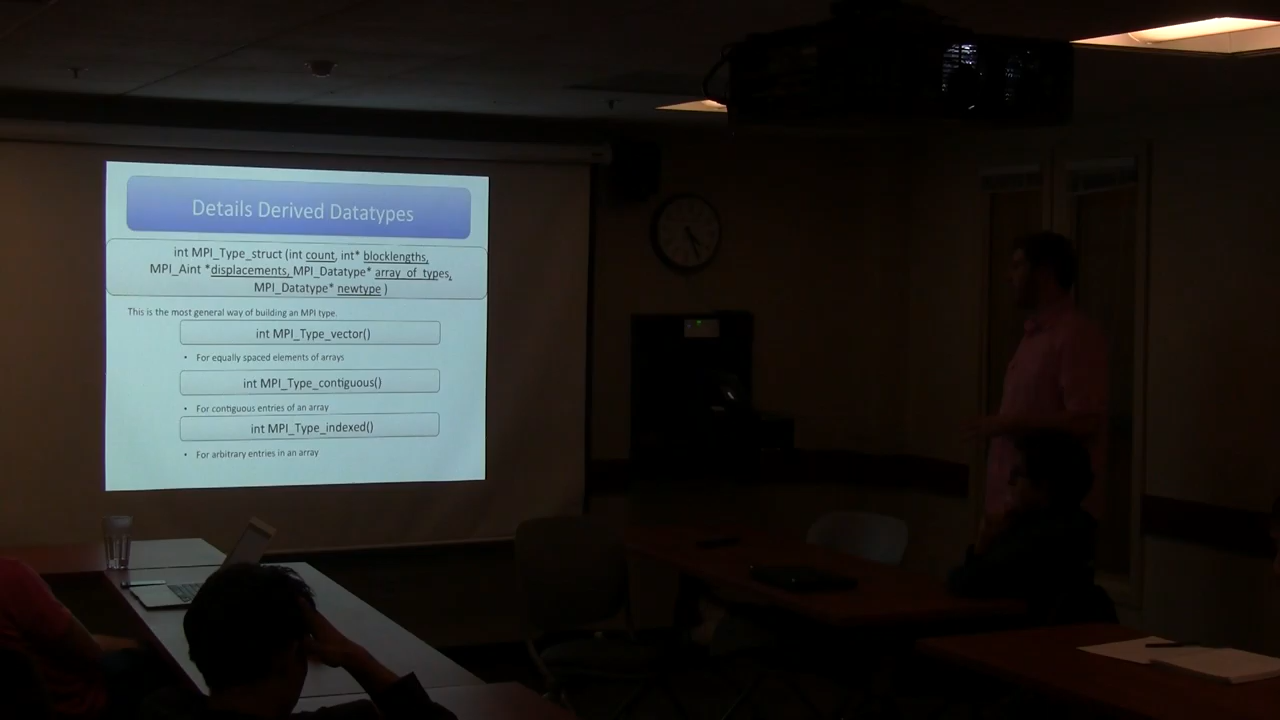 Details Derived Datatypes
int MPI_Type_struct (int count, int* blocklengths,
MPI_Aint *displacements, MPI_Datatype* array_of_types,
MPI_Datatype* newtype )
This is the most general way of building an MPI type.
int MPI_Type_vector()
• For equally spaced elements of arrays
int MPI_Type_contiguous()
• For contiguous entries of an array
int MPI_Type_indexed()
• For arbitrary entries in an array